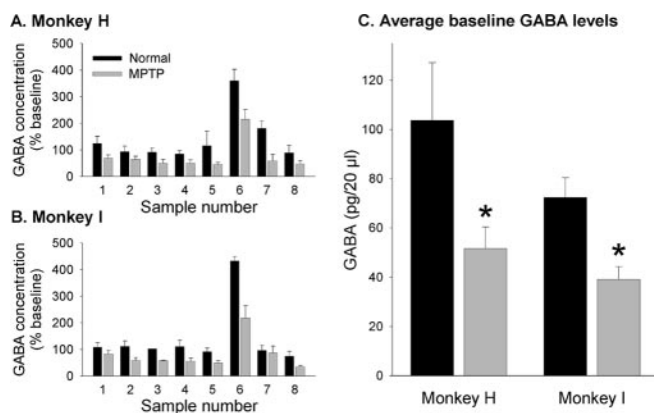 A. Monkey H
500
400
300
200
100
0
GABA concentration
(% baseline)
Normal
MPTP
1 2 3 4 5 6 7 8
Sample number
B. Monkey I
500
400
300
200
100
0
GABA concentration
(% baseline)
1 2 3 4 5 6 7 8
Sample number
C. Average baseline GABA levels
120
100
80
60
40
20
0
GABA (pg/20 µl)
*
*
Monkey H Monkey I